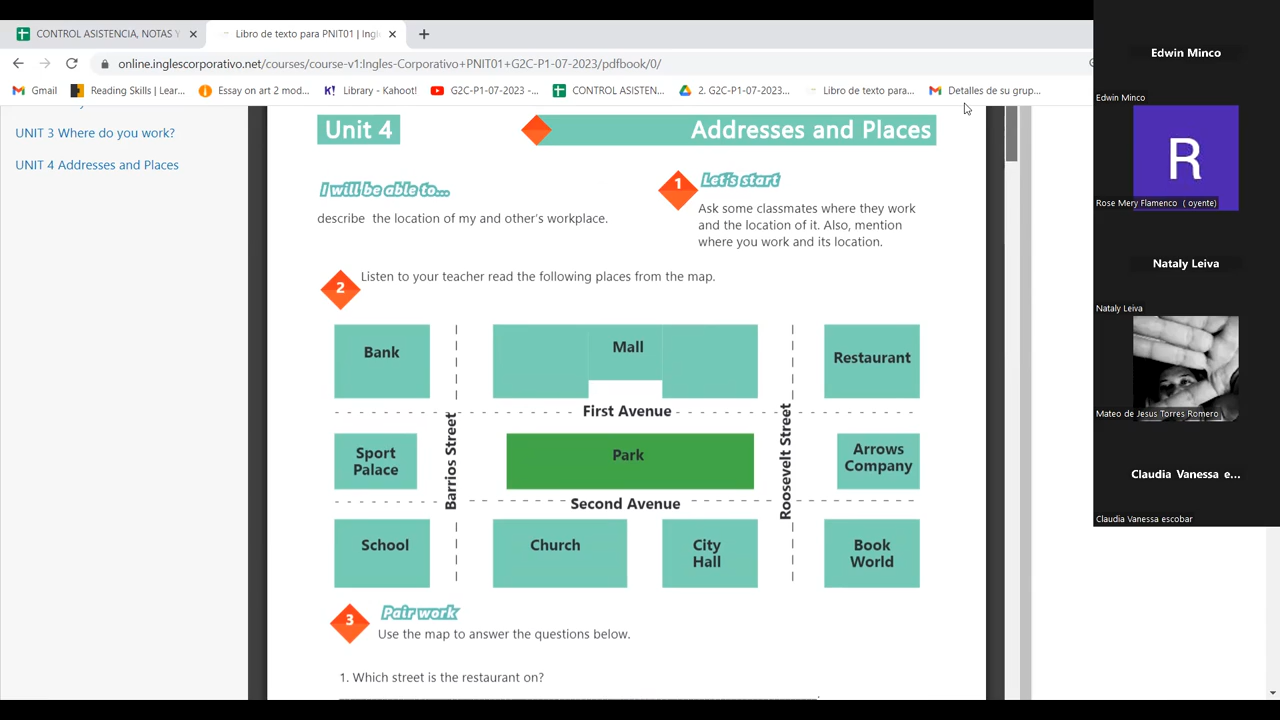 CONTROL ASISTENCIA, NOTAS Y
Libro de texto para PNIT01 | Ingl
online.inglescorporativo.net/courses/course-v1:Ingles-Corporativo+PNIT01+G2C-P1-07-2023/pdfbook/0/
Gmail
Reading Skills | Lear...
Essay on art 2 mod...
Library - Kahoot!
G2C-P1-07-2023 -...
CONTROL ASISTEN...
2. G2C-P1-07-2023...
Libro de texto para...
Detalles de su grup...
UNIT 3 Where do you work?
UNIT 4 Addresses and Places
Unit 4
Addresses and Places
I will be able to...
describe the location of my and other's workplace.
1
Let's start
Ask some classmates where they work
and the location of it. Also, mention
where you work and its location.
2
Listen to your teacher read the following places from the map.
Bank
Mall
Restaurant
First Avenue
Barrios Street
Roosevelt Street
Sport
Palace
Park
Arrows
Company
Second Avenue
School
Church
City
Hall
Book
World
3
Pair work
Use the map to answer the questions below.
1. Which street is the restaurant on?
Edwin Minco
Edwin Minco
R
Rose Mery Flamenco ( oyente)
Nataly Leiva
Nataly Leiva
Mateo de Jesus Torres Romero
Claudia Vanessa e...
Claudia Vanessa escobar